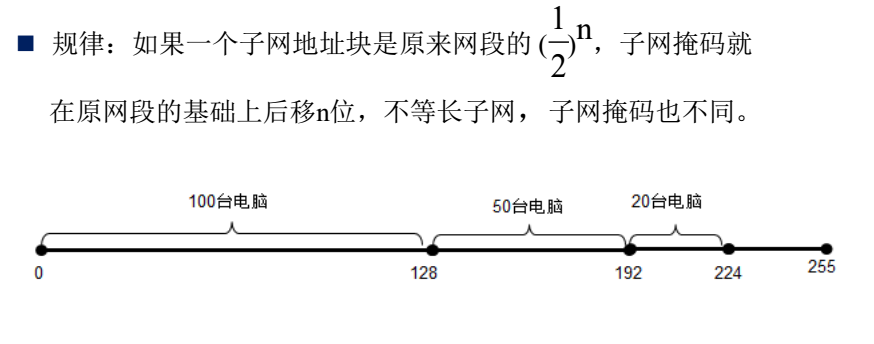 ■ 规律：如果一个子网地址块是原来网段的 (1/2)ⁿ，子网掩码就
在原网段的基础上后移n位，不等长子网，子网掩码也不同。
100台电脑 50台电脑 20台电脑
0 128 192 224 255